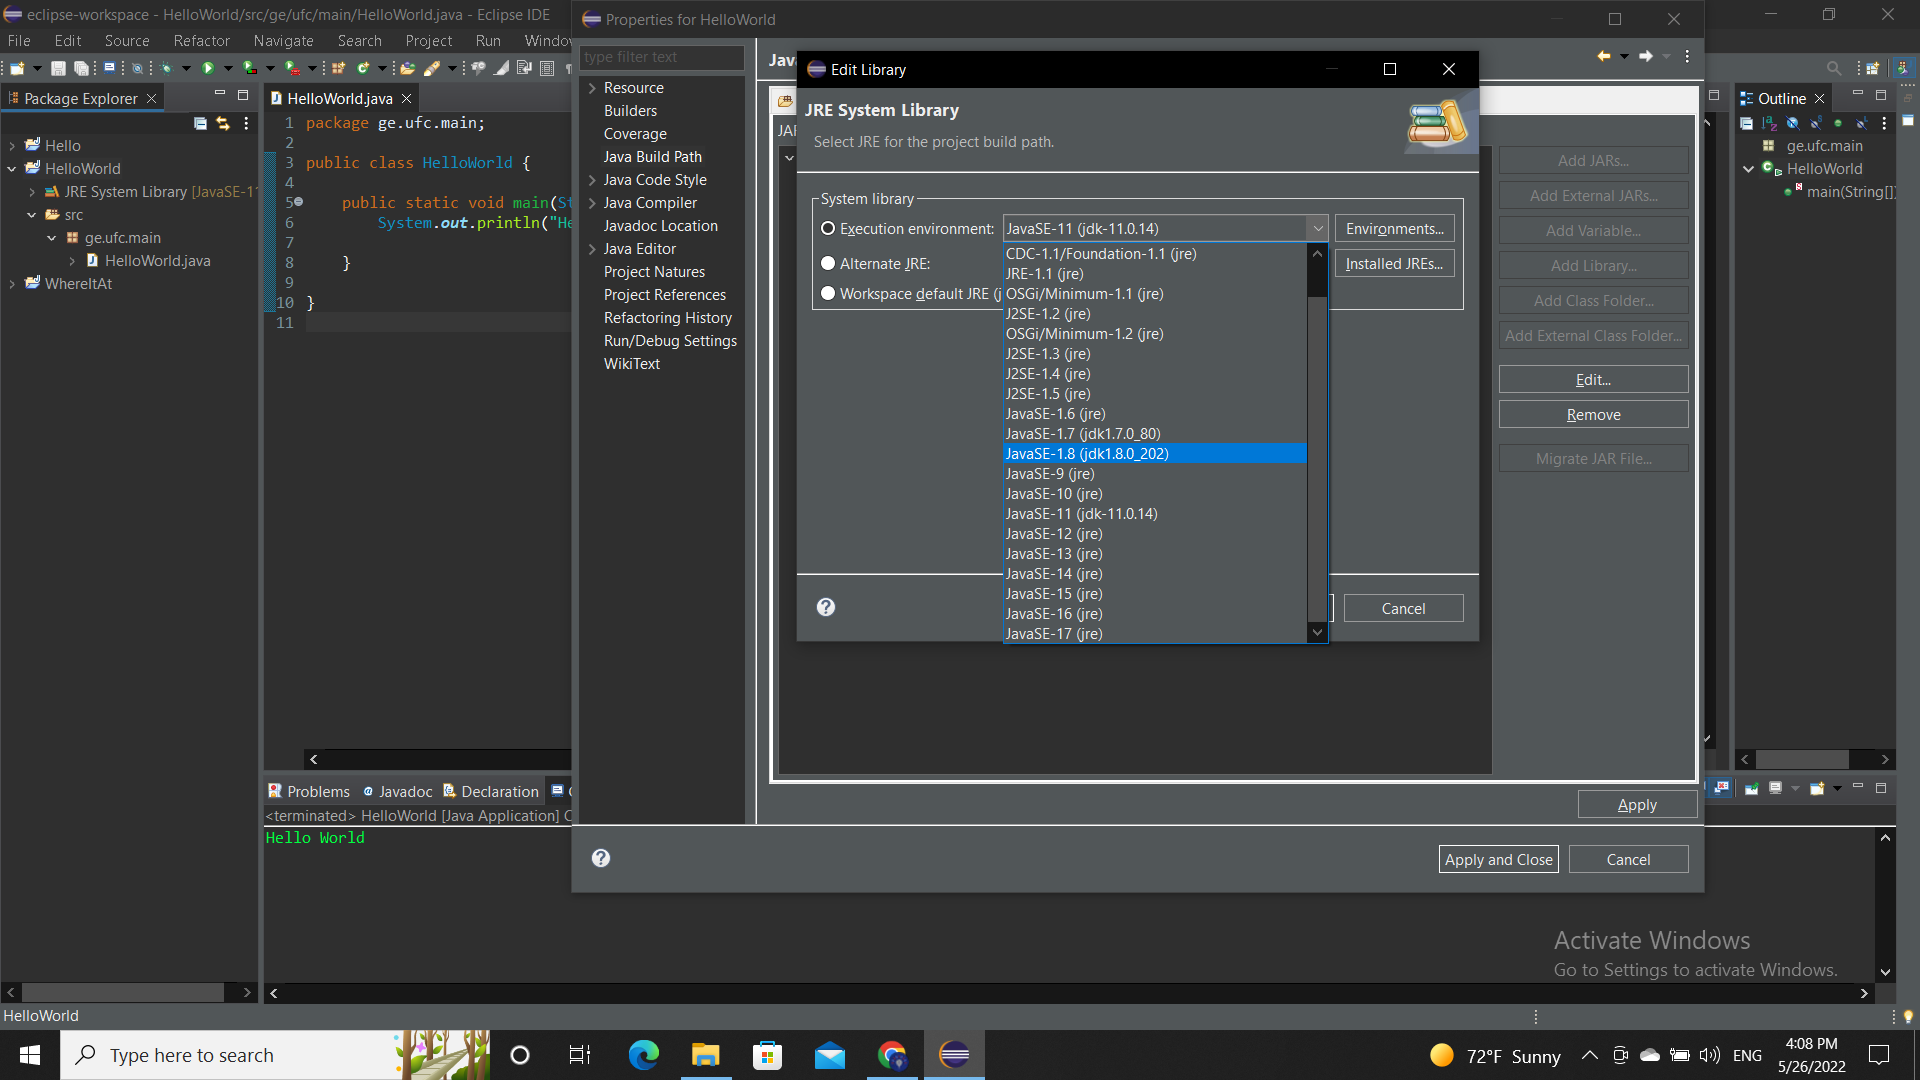 eclipse-workspace - HelloWorld/src/ge/ufc/main/HelloWorld.java - Eclipse IDE
File Edit Source Refactor Navigate Search Project Run Window
Package Explorer
Hello
HelloWorld
JRE System Library [JavaSE-11
src
ge.ufc.main
HelloWorld.java
WhereItAt
HelloWorld.java
1 package ge.ufc.main;
2
3 public class HelloWorld {
4
5 public static void main(St
6 System.out.println("He
7
8 }
9
10 }
11
Problems Javadoc Declaration
<terminated> HelloWorld [Java Application] C
Hello World
Properties for HelloWorld
type filter text
Resource
Builders
Coverage
Java Build Path
Java Code Style
Java Compiler
Javadoc Location
Java Editor
Project Natures
Project References
Refactoring History
Run/Debug Settings
WikiText
Java
JAR
Edit Library
JRE System Library
Select JRE for the project build path.
System library
Execution environment: JavaSE-11 (jdk-11.0.14) Environments...
Alternate JRE: Installed JREs...
Workspace default JRE (j
CDC-1.1/Foundation-1.1 (jre)
JRE-1.1 (jre)
OSGi/Minimum-1.1 (jre)
J2SE-1.2 (jre)
OSGi/Minimum-1.2 (jre)
J2SE-1.3 (jre)
J2SE-1.4 (jre)
J2SE-1.5 (jre)
JavaSE-1.6 (jre)
JavaSE-1.7 (jdk1.7.0_80)
JavaSE-1.8 (jdk1.8.0_202)
JavaSE-9 (jre)
JavaSE-10 (jre)
JavaSE-11 (jdk-11.0.14)
JavaSE-12 (jre)
JavaSE-13 (jre)
JavaSE-14 (jre)
JavaSE-15 (jre)
JavaSE-16 (jre)
JavaSE-17 (jre)
Cancel
Add JARs...
Add External JARs...
Add Variable...
Add Library...
Add Class Folder...
Add External Class Folder...
Edit...
Remove
Migrate JAR File...
Apply
Apply and Close Cancel
Outline
ge.ufc.main
HelloWorld
main(String[])
Activate Windows
Go to Settings to activate Windows.
HelloWorld
Type here to search
72°F Sunny
ENG
4:08 PM
5/26/2022